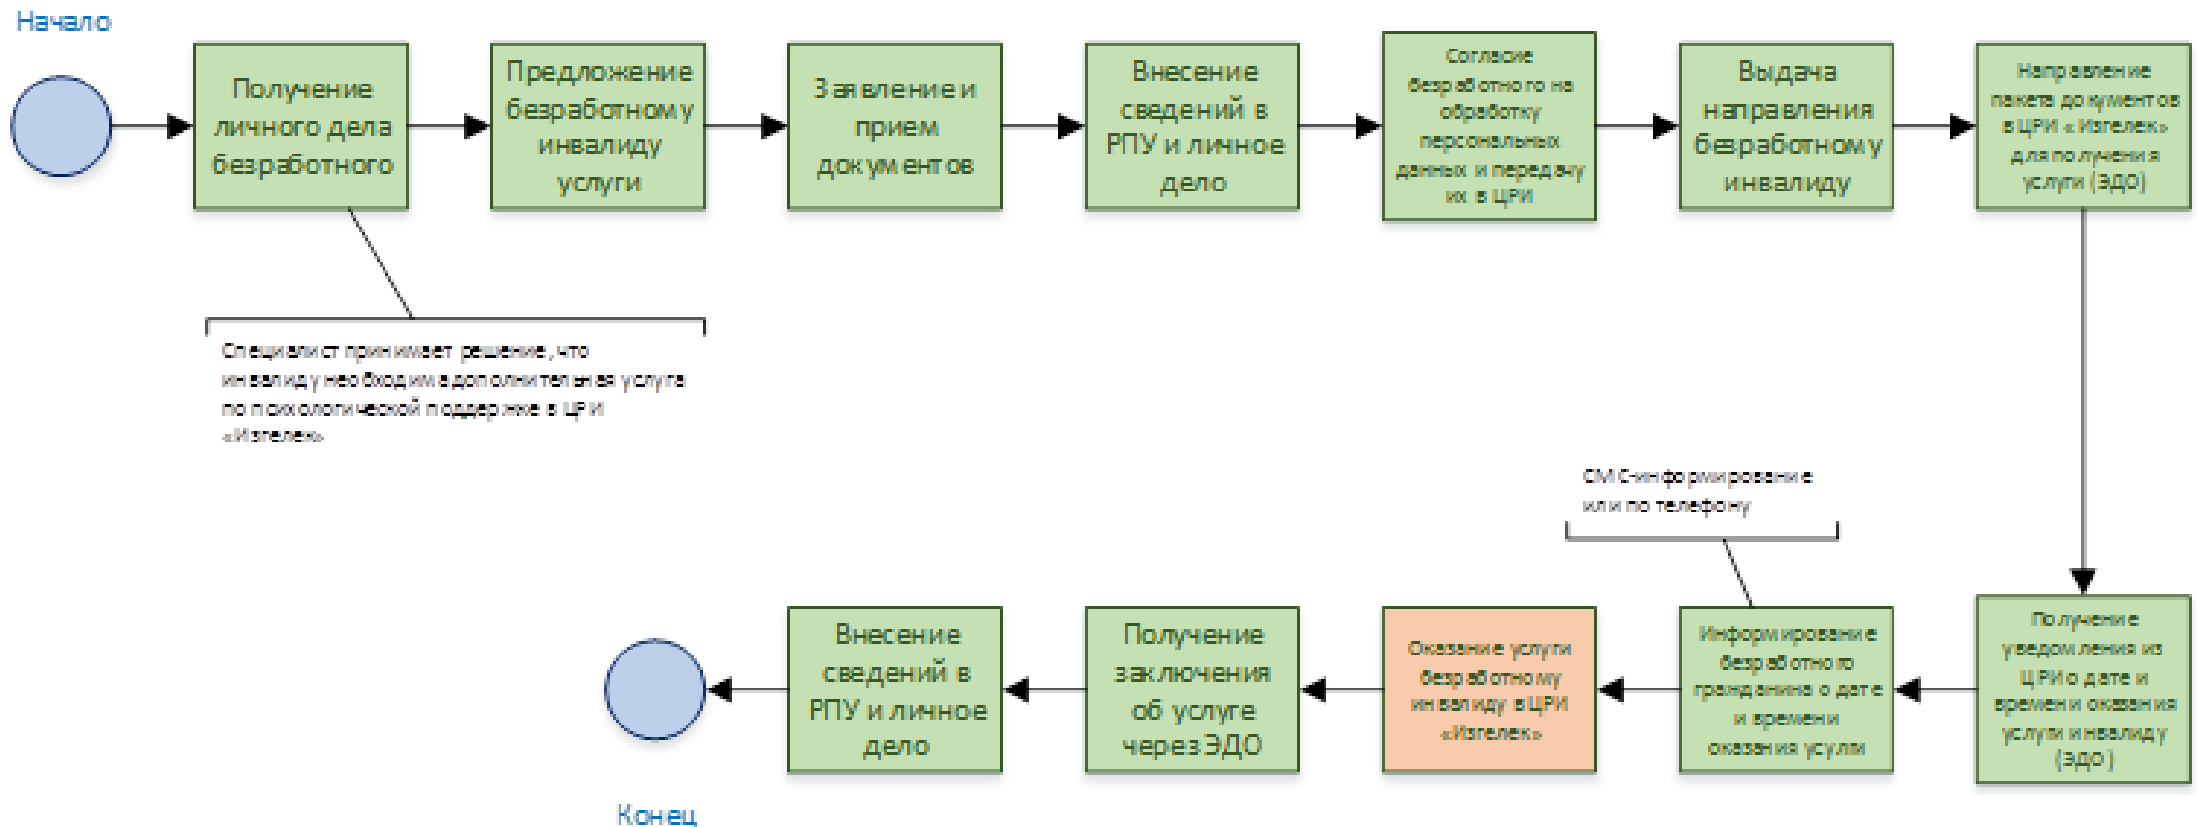 Начало
Получение
личного дела
безработного
Предложение
безработному
инвалиду
услуги
Заявление и
прием
документов
Внесение
сведений в
РПУ и личное
дело
Согласие
безработного на
обработку
персональных
данных и передачу
их в ЦРИ
Выдача
направления
безработному
инвалиду
Направление
пакета документов
в ЦРИ «Изгелек»
для получения
услуги (ЭДО)
Специалист принимает решение, что
инвалиду необходима дополнительная услуга
по психологической поддержке в ЦРИ
«Изгелек»
СМС-информирование
или по телефону
Получение
уведомления из
ЦРИ о дате и
времени оказания
услуги инвалиду
(ЭДО)
Информирование
безработного
гражданина о дате
и времени
оказания усулги
Оказание услуги
безработному
инвалиду в ЦРИ
«Изгелек»
Получение
заключения
об услуге
через ЭДО
Внесение
сведений в
РПУ и личное
дело
Конец